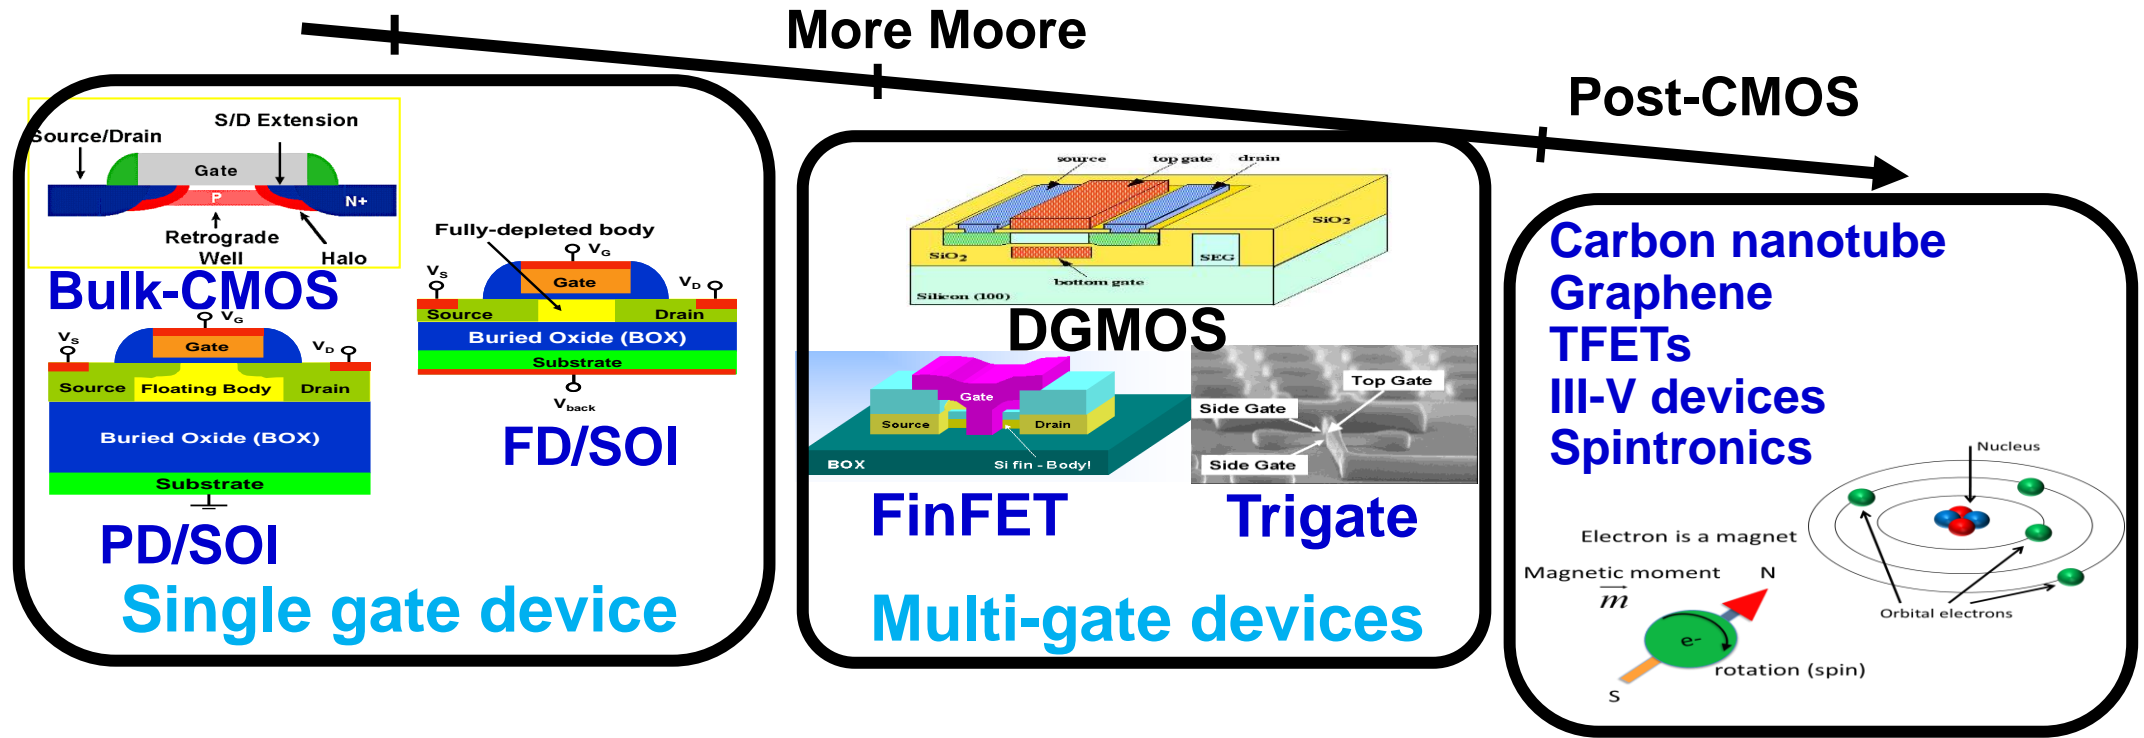 More Moore
Post-CMOS
S/D Extension
Source/Drain
Gate
P
N+
Retrograde
Well
Halo
Bulk-CMOS
Fully-depleted body
VG
VS
VD
Gate
Source
Drain
Buried Oxide (BOX)
Substrate
Vback
FD/SOI
VG
VS
VD
Gate
Source
Floating Body
Drain
Buried Oxide (BOX)
Substrate
PD/SOI
Single gate device
source
top gate
drain
SiO2
SiO2
SEG
bottom gate
Silicon (100)
DGMOS
Gate
Source
Drain
BOX
Si fin - Body!
FinFET
Top Gate
Side Gate
Side Gate
Trigate
Multi-gate devices
Carbon nanotube
Graphene
TFETs
III-V devices
Spintronics
Nucleus
Orbital electrons
Electron is a magnet
Magnetic moment
m
N
e-
rotation (spin)
S